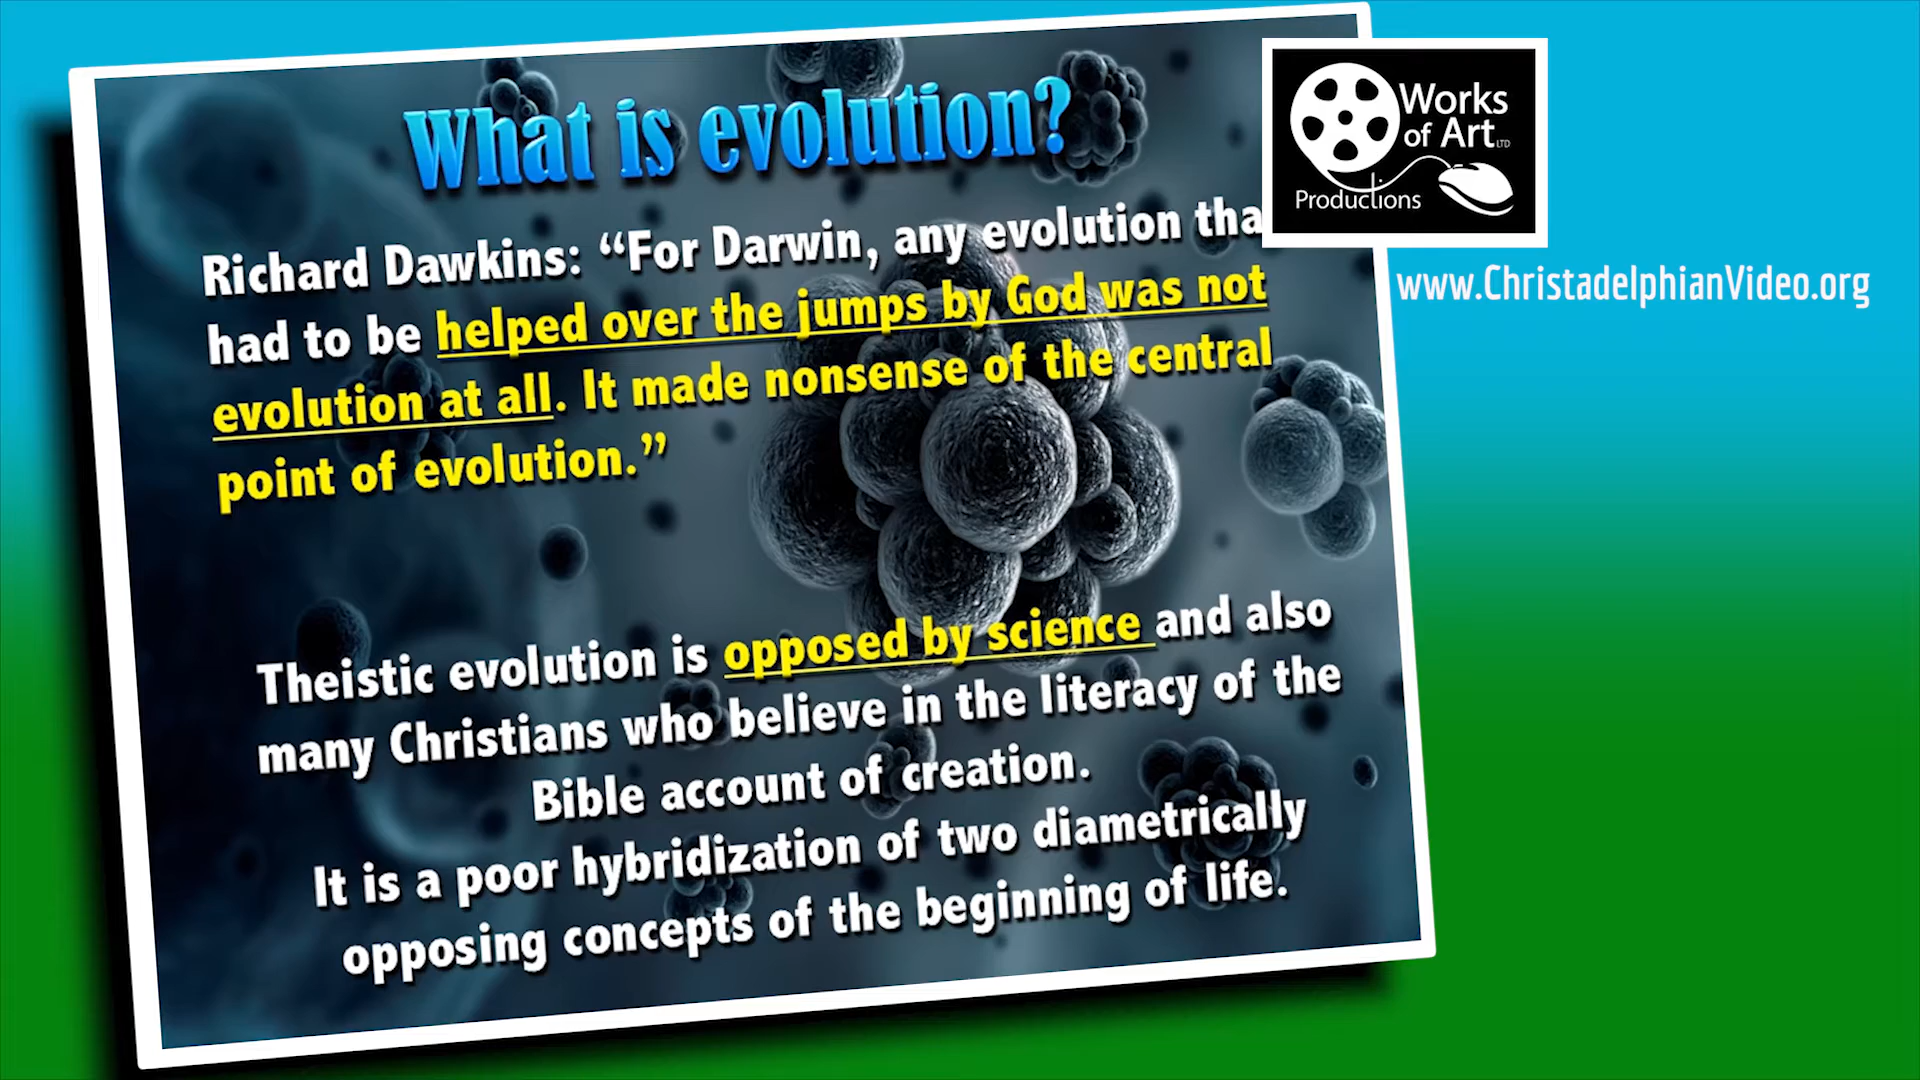 What is evolution?
Richard Dawkins: “For Darwin, any evolution tha
had to be helped over the jumps by God was not
evolution at all. It made nonsense of the central
point of evolution.”
Theistic evolution is opposed by science and also
many Christians who believe in the literacy of the
Bible account of creation.
It is a poor hybridization of two diametrically
opposing concepts of the beginning of life.
Works
of Art LTD
Productions
www.ChristadelphianVideo.org